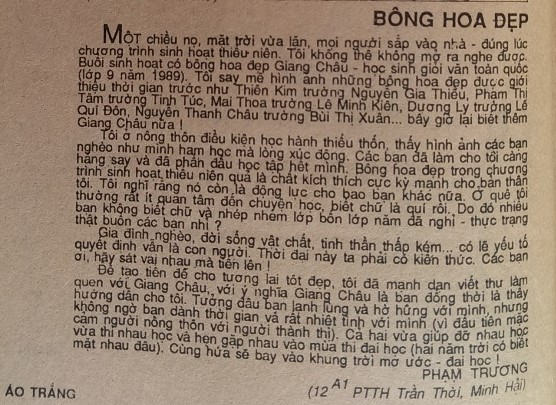 BÔNG HOA ĐẸP
MỘT chiều nọ, mặt trời vừa lặn, mọi người sắp vào nhà - đúng lúc
chương trình sinh hoạt thiếu niên. Tôi không thể không mở ra nghe được.
Buổi sinh hoạt có bông hoa đẹp Giang Châu - học sinh giỏi văn toàn quốc
(lớp 9 năm 1989). Tôi say mê hình ảnh những bông hoa đẹp được giới
thiệu thời gian trước như Thiên Kim trường Nguyễn Gia Thiều, Phạm Thị
Tâm trường Tinh Túc, Mai Thoa trường Lê Minh Kiên, Dương Ly trường Lê
Quí Đôn, Nguyễn Thanh Châu trường Bùi Thị Xuân... bây giờ lại biết thêm
Giang Châu nữa !
Tôi ở nông thôn điều kiện học hành thiếu thốn, thấy hình ảnh các bạn
nghèo như mình ham học mà lòng xúc động. Các bạn đã làm cho tôi càng
hăng say và đã phấn đấu học tập hết mình. Bông hoa đẹp trong chương
trình sinh hoạt thiếu niên quả là chất kích thích cực kỳ mạnh cho bản thân
tôi. Tôi nghĩ rằng nó còn là động lực cho bao bạn khác nữa. Ở quê tôi
thường rất ít quan tâm đến chuyện học, biết chữ là quí rồi. Do đó nhiều
bạn không biết chữ và nhép nhém lớp bốn lớp năm đã nghỉ - thực trạng
thật buồn các bạn nhỉ ?
Gia đình nghèo, đời sống vật chất, tinh thần thấp kém... có lẽ yếu tố
quyết định vẫn là con người. Thời đại này ta phải có kiến thức. Các bạn
ơi, hãy sát vai nhau mà tiến lên !
Để tạo tiền đề cho tương lai tốt đẹp, tôi đã mạnh dạn viết thư làm
quen với Giang Châu, với ý nghĩa Giang Châu là bạn đồng thời là thầy
hướng dẫn cho tôi. Tưởng đâu bạn lạnh lùng và hờ hững với mình, nhưng
không ngờ bạn dành thời gian và rất nhiệt tình với mình (vì đầu tiên mặc
cảm người nông thôn với người thành thị). Cả hai vừa giúp đỡ nhau học
vừa thi nhau học và hẹn gặp nhau vào mùa thi đại học (hai năm trời có biết
mặt nhau đâu). Cùng hứa sẽ bay vào khung trời mơ ước - đại học !
PHẠM TRƯƠNG
(12 A1 PTTH Trần Thời, Minh Hải)
ÁO TRẮNG